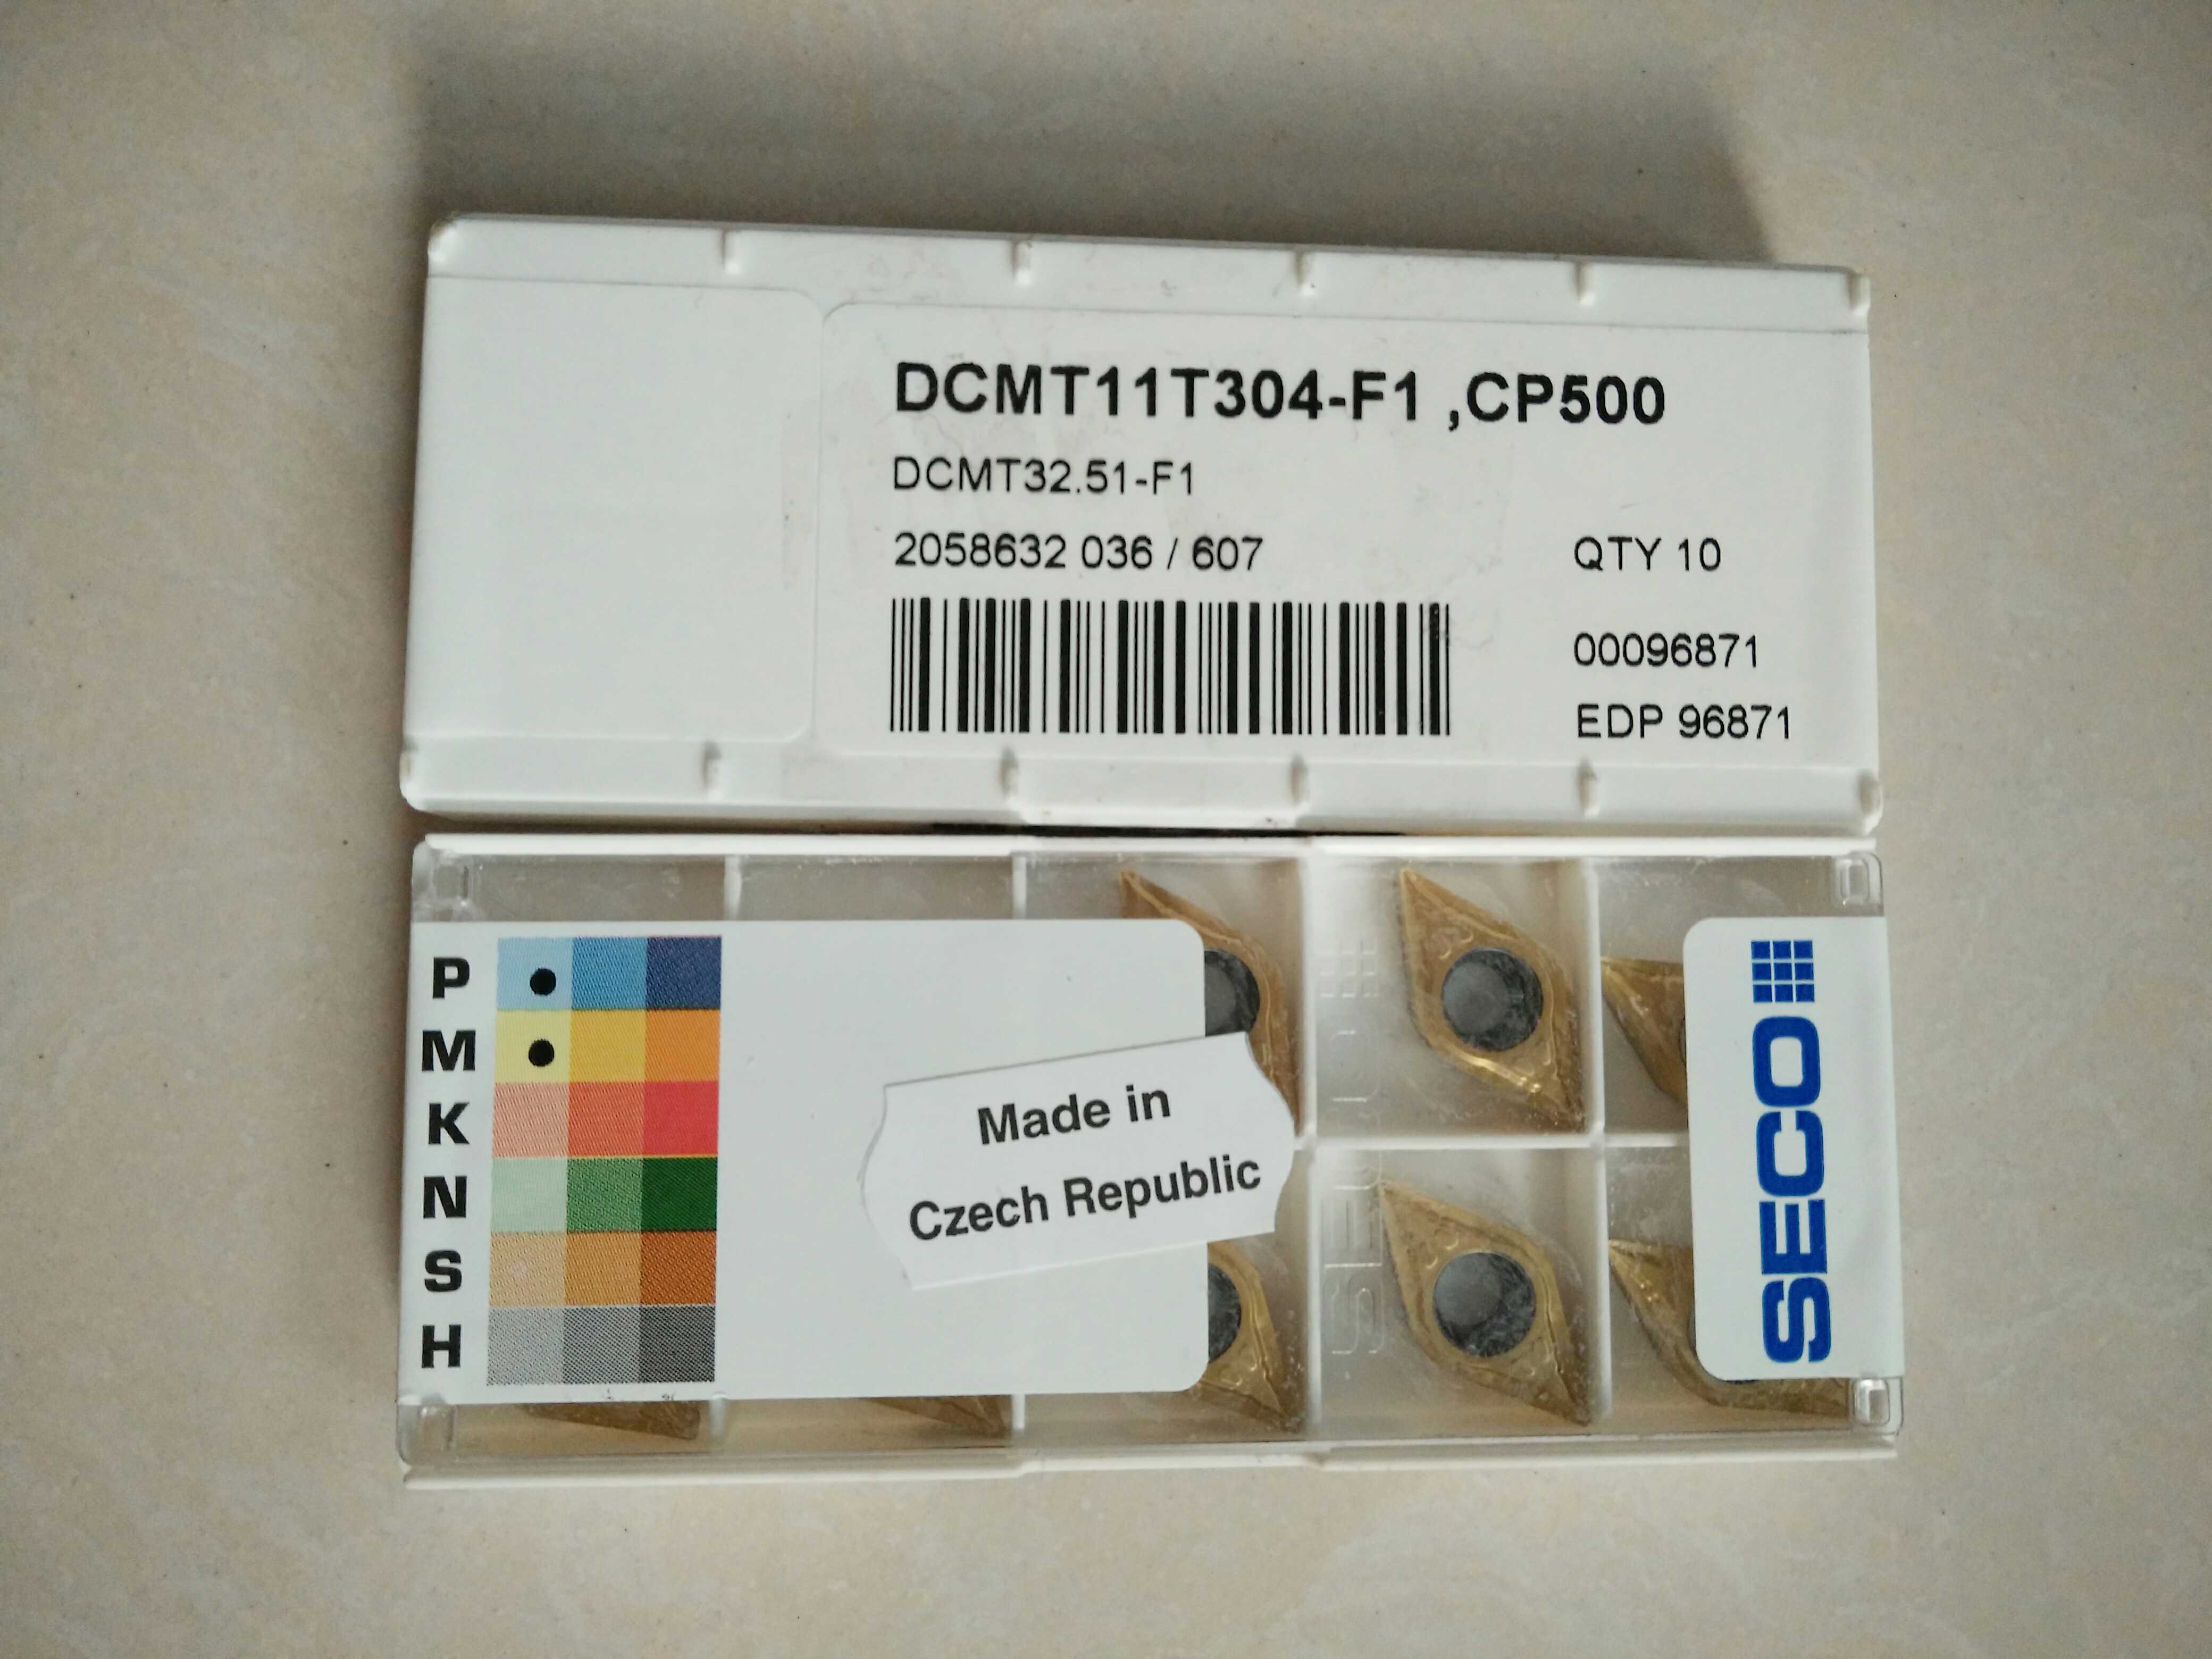 DCMT11T304-F1 ,CP500
DCMT32.51-F1
2058632 036 / 607
QTY 10
00096871
EDP 96871
P
M
K
N
S
H
Made in
Czech Republic
SECO
SECO